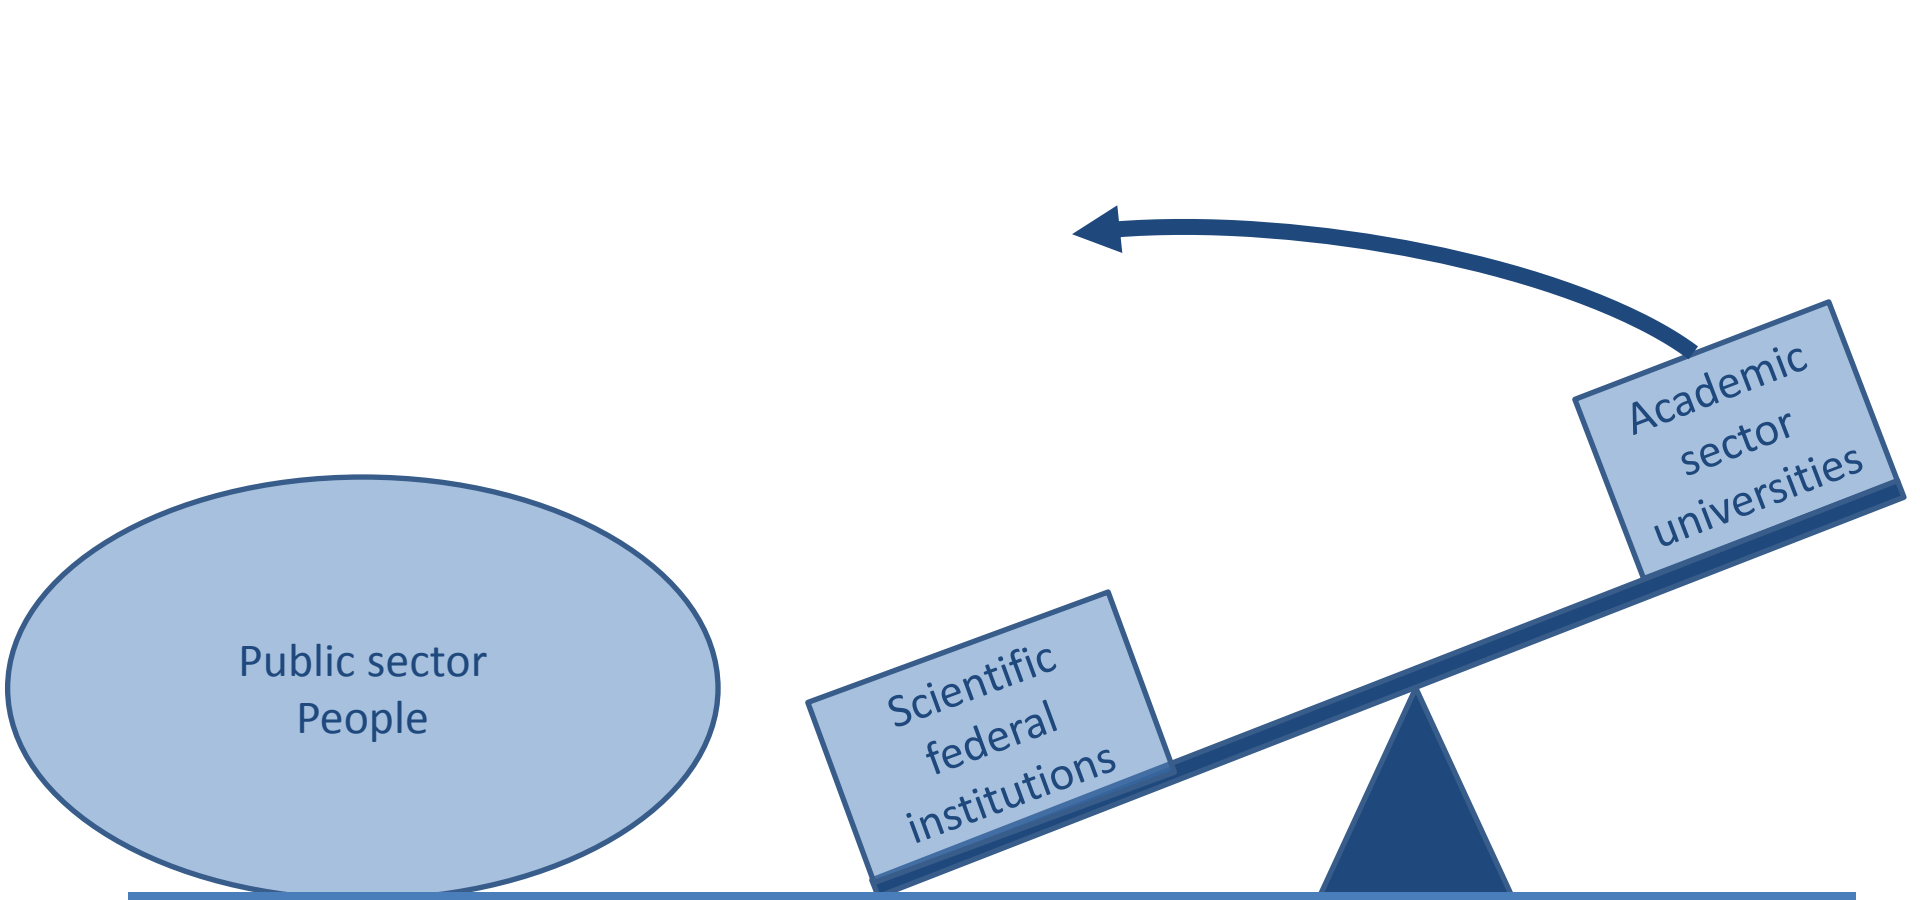 Public sector
People
Scientific
federal
institutions
Academic
sector
universities